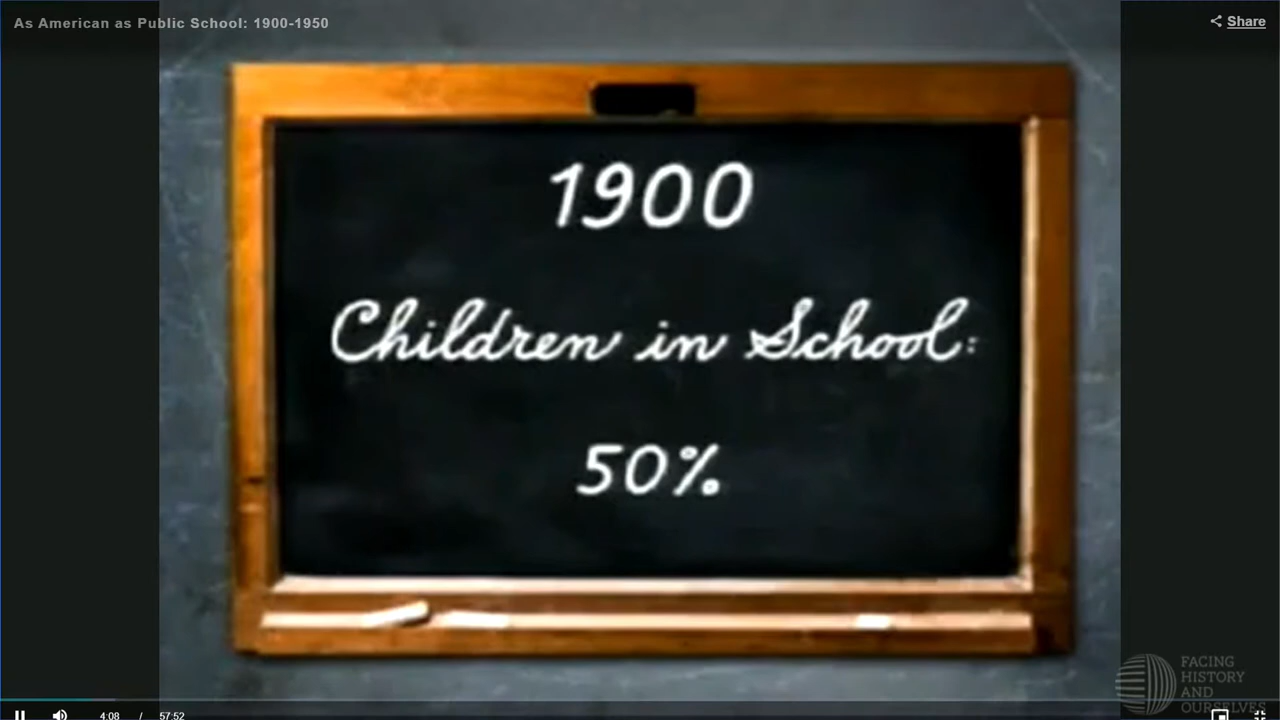 As American as Public School: 1900-1950
Share
1900
Children in School:
50%
FACING
HISTORY
AND
OURSELVES
4:08 / 57:52